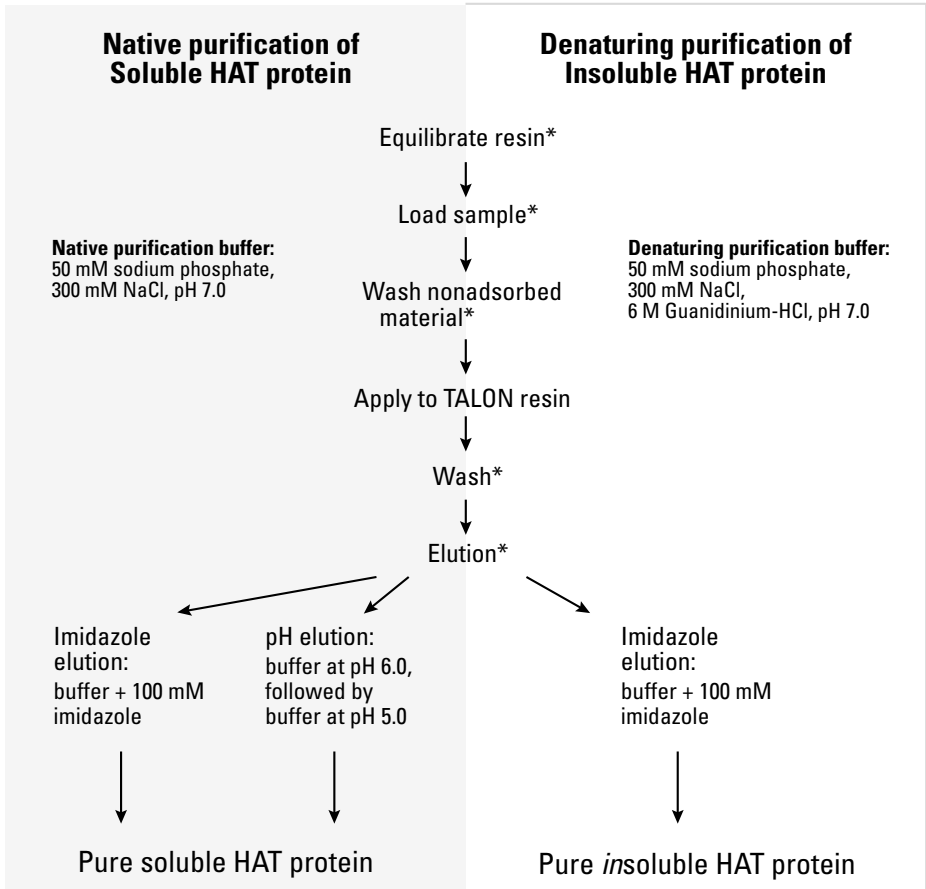 Native purification of
Soluble HAT protein
Denaturing purification of
Insoluble HAT protein
Equilibrate resin*
Load sample*
Native purification buffer:
50 mM sodium phosphate,
300 mM NaCl, pH 7.0
Denaturing purification buffer:
50 mM sodium phosphate,
300 mM NaCl,
6 M Guanidinium-HCl, pH 7.0
Wash nonadsorbed
material*
Apply to TALON resin
Wash*
Elution*
Imidazole
elution:
buffer + 100 mM
imidazole
pH elution:
buffer at pH 6.0,
followed by
buffer at pH 5.0
Imidazole
elution:
buffer + 100 mM
imidazole
Pure soluble HAT protein
Pure insoluble HAT protein